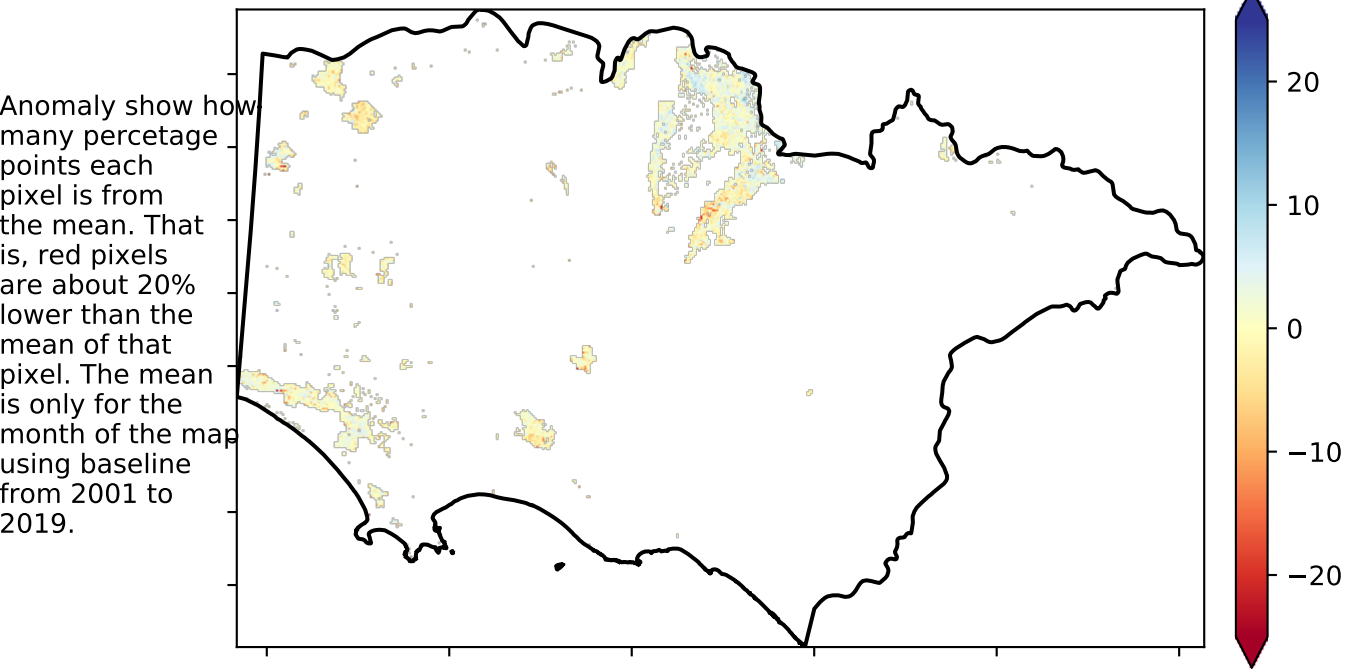 Anomaly show how
many percetage
points each
pixel is from
the mean. That
is, red pixels
are about 20%
lower than the
mean of that
pixel. The mean
is only for the
month of the map
using baseline
from 2001 to
2019.
20
10
0
−10
−20